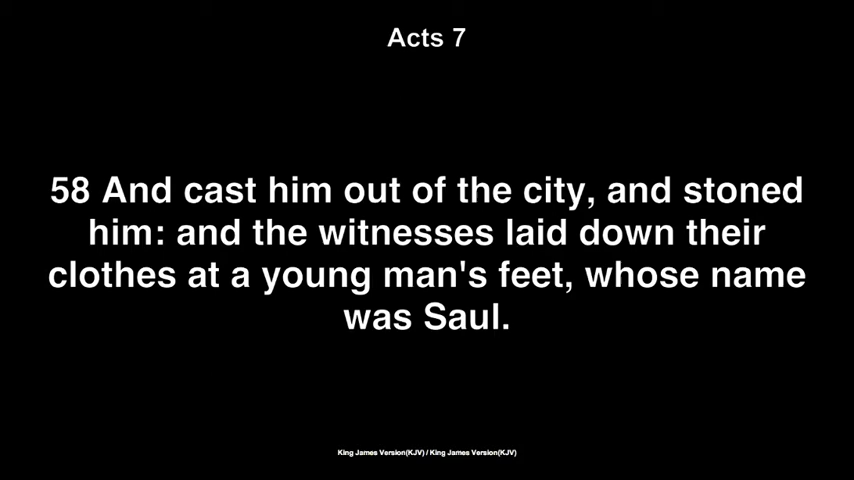 Acts 7
58 And cast him out of the city, and stoned
him: and the witnesses laid down their
clothes at a young man's feet, whose name
was Saul.
King James Version(KJV) / King James Version(KJV)